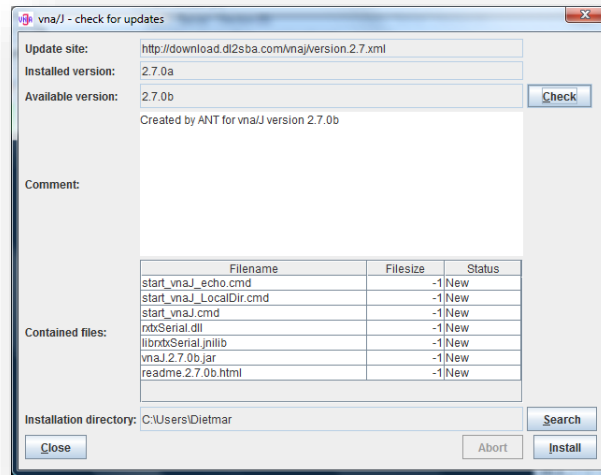 vna/J - check for updates
Update site: http://download.dl2sba.com/vnaj/version.2.7.xml
Installed version: 2.7.0a
Available version: 2.7.0b Check
Created by ANT for vna/J version 2.7.0b
Comment:
Filename Filesize Status
start_vnaJ_echo.cmd -1 New
start_vnaJ_LocalDir.cmd -1 New
start_vnaJ.cmd -1 New
rxtxSerial.dll -1 New
librxtxSerial.jnilib -1 New
vnaJ.2.7.0b.jar -1 New
readme.2.7.0b.html -1 New
Contained files:
Installation directory: C:\Users\Dietmar Search
Close Abort Install